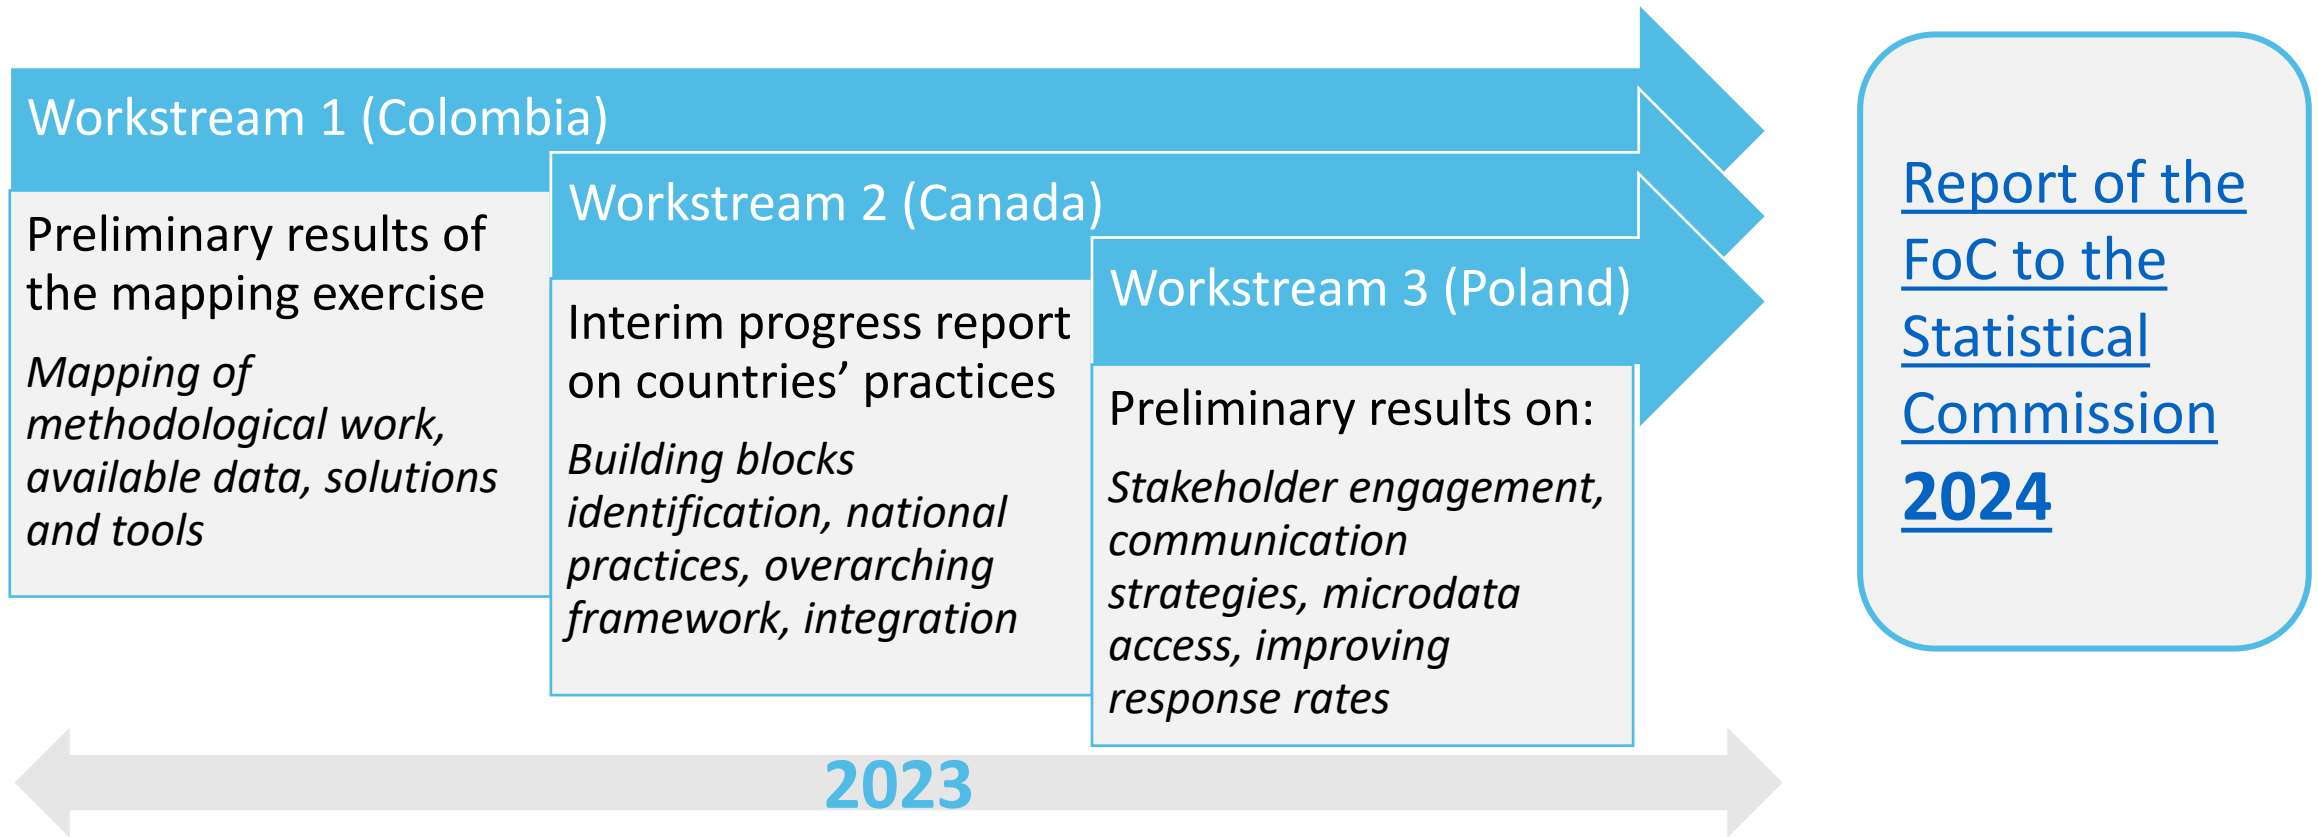 Workstream 1 (Colombia)
Preliminary results of
the mapping exercise
Mapping of
methodological work,
available data, solutions
and tools
Workstream 2 (Canada)
Interim progress report
on countries’ practices
Building blocks
identification, national
practices, overarching
framework, integration
Workstream 3 (Poland)
Preliminary results on:
Stakeholder engagement,
communication
strategies, microdata
access, improving
response rates
2023
Report of the
FoC to the
Statistical
Commission
2024